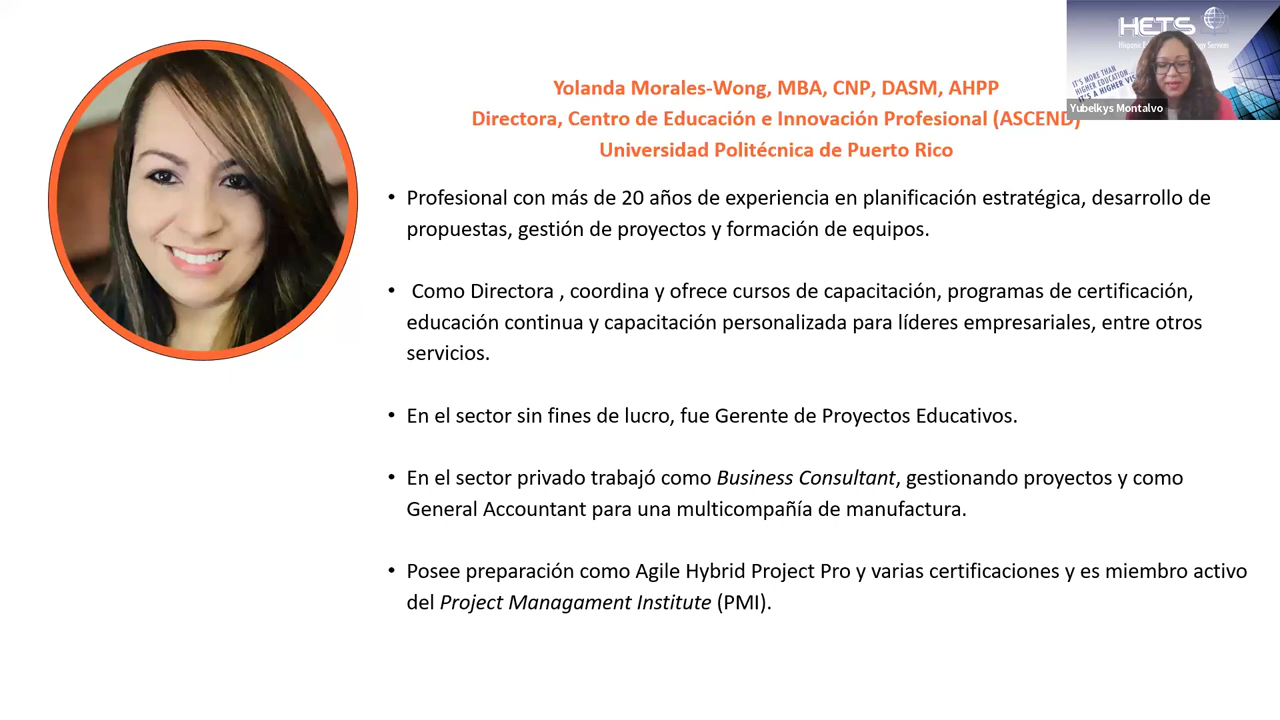 Yolanda Morales-Wong, MBA, CNP, DASM, AHPP
Directora, Centro de Educación e Innovación Profesional (ASCEND)
Universidad Politécnica de Puerto Rico
• Profesional con más de 20 años de experiencia en planificación estratégica, desarrollo de
propuestas, gestión de proyectos y formación de equipos.
• Como Directora , coordina y ofrece cursos de capacitación, programas de certificación,
educación continua y capacitación personalizada para líderes empresariales, entre otros
servicios.
• En el sector sin fines de lucro, fue Gerente de Proyectos Educativos.
• En el sector privado trabajó como Business Consultant, gestionando proyectos y como
General Accountant para una multicompañía de manufactura.
• Posee preparación como Agile Hybrid Project Pro y varias certificaciones y es miembro activo
del Project Managament Institute (PMI).
HETS
Hispanic
Services
IT'S MORE THAN
HIGHER EDUCATION...
IT'S A HIGHER
Yubelkys Montalvo